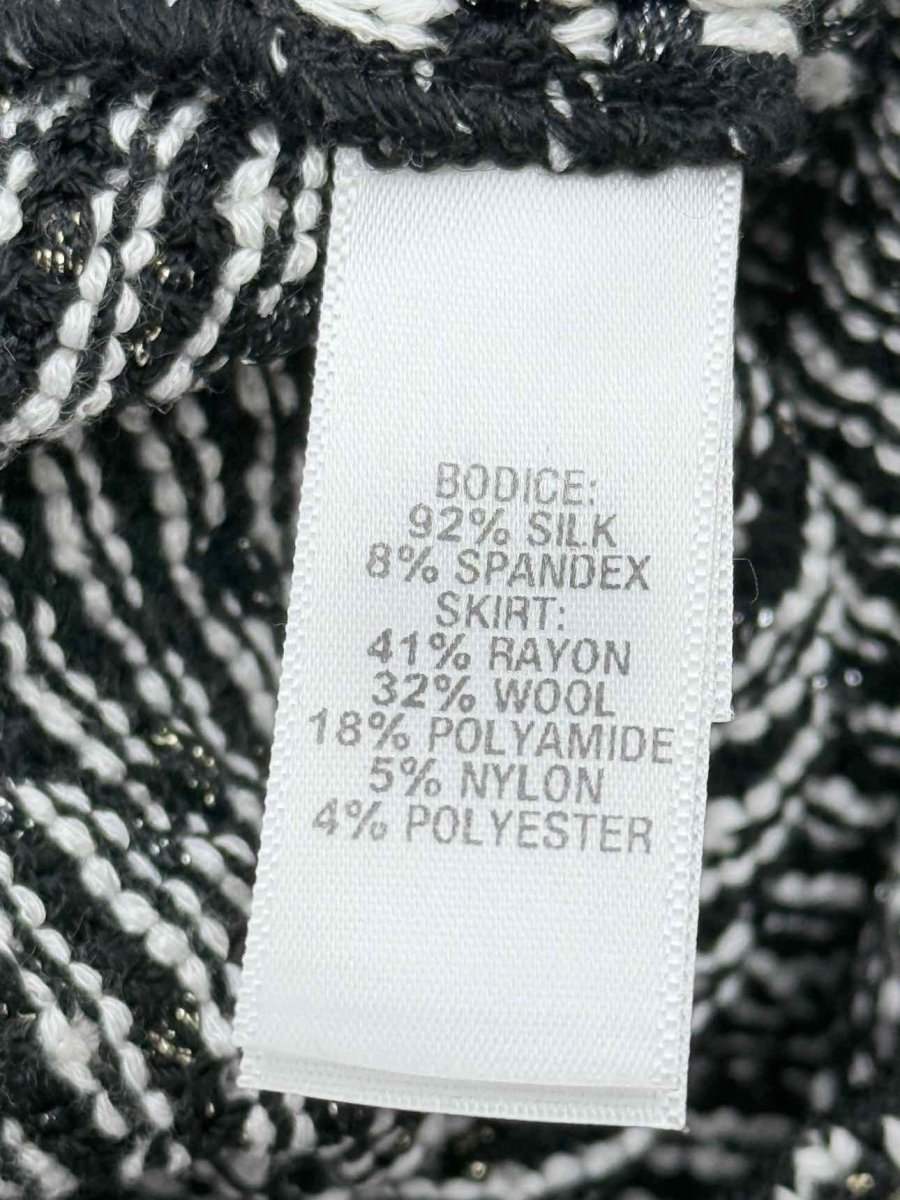 BODICE:
92% SILK
8% SPANDEX
SKIRT:
41% RAYON
32% WOOL
18% POLYAMIDE
5% NYLON
4% POLYESTER